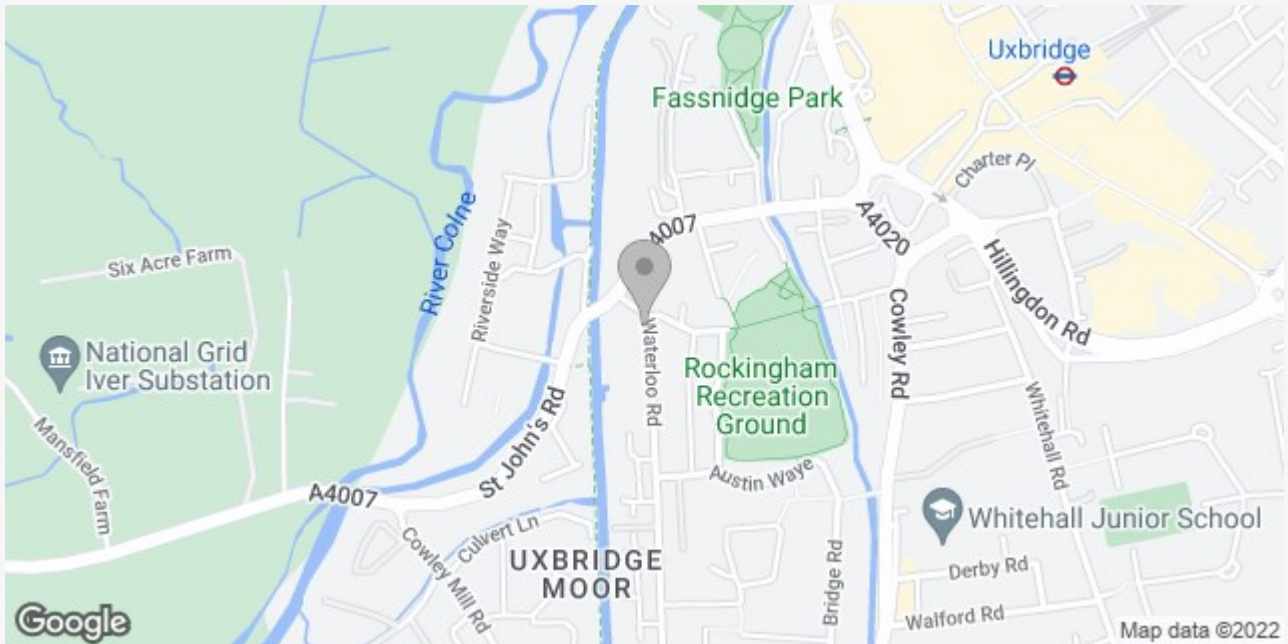 Uxbridge
Fassnidge Park
Charter Pl
A4007
A4020
Hillingdon Rd
River Colne
Six Acre Farm
Riverside Way
Cowley Rd
National Grid
Iver Substation
Waterloo Rd
Rockingham
Recreation
Ground
Whitehall Rd
Mansfield Farm
St John's Rd
Austin Waye
A4007
Cowley Mill Rd
Culvert Ln
UXBRIDGE
MOOR
Whitehall Junior School
Bridge Rd
Derby Rd
Walford Rd
Google
Map data ©2022